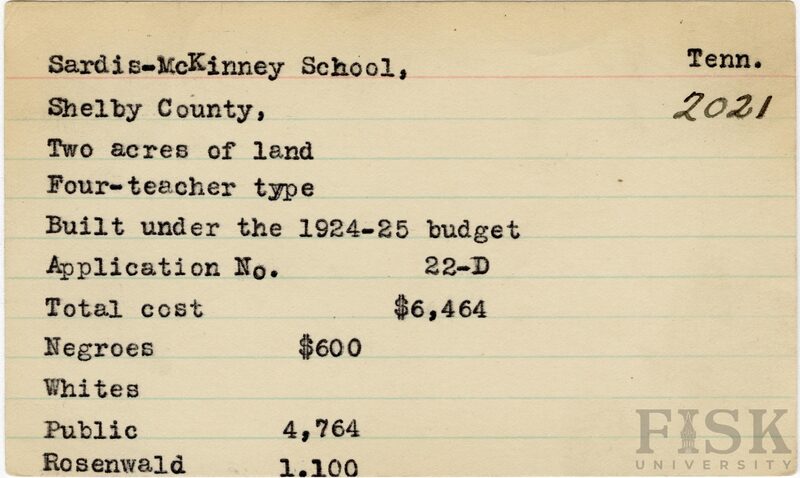 Sardis-McKinney School, Tenn.
Shelby County, 2021
Two acres of land
Four-teacher type
Built under the 1924-25 budget
Application No. 22-D
Total cost $6,464
Negroes $600
Whites
Public 4,764
Rosenwald 1.100
FISK
UNIVERSITY